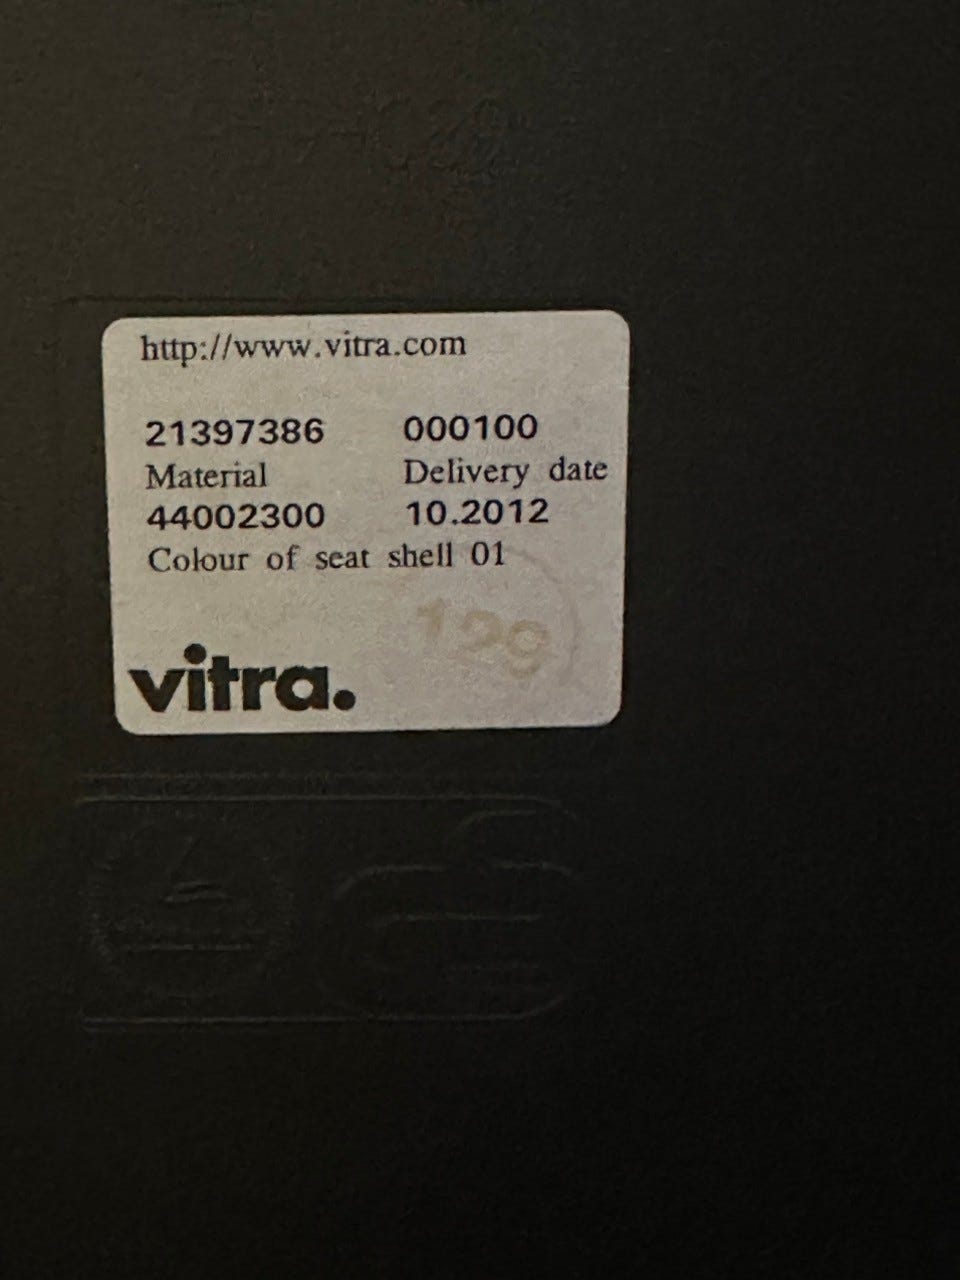 http://www.vitra.com
21397386 000100
Material Delivery date
44002300 10.2012
Colour of seat shell 01
vitra.